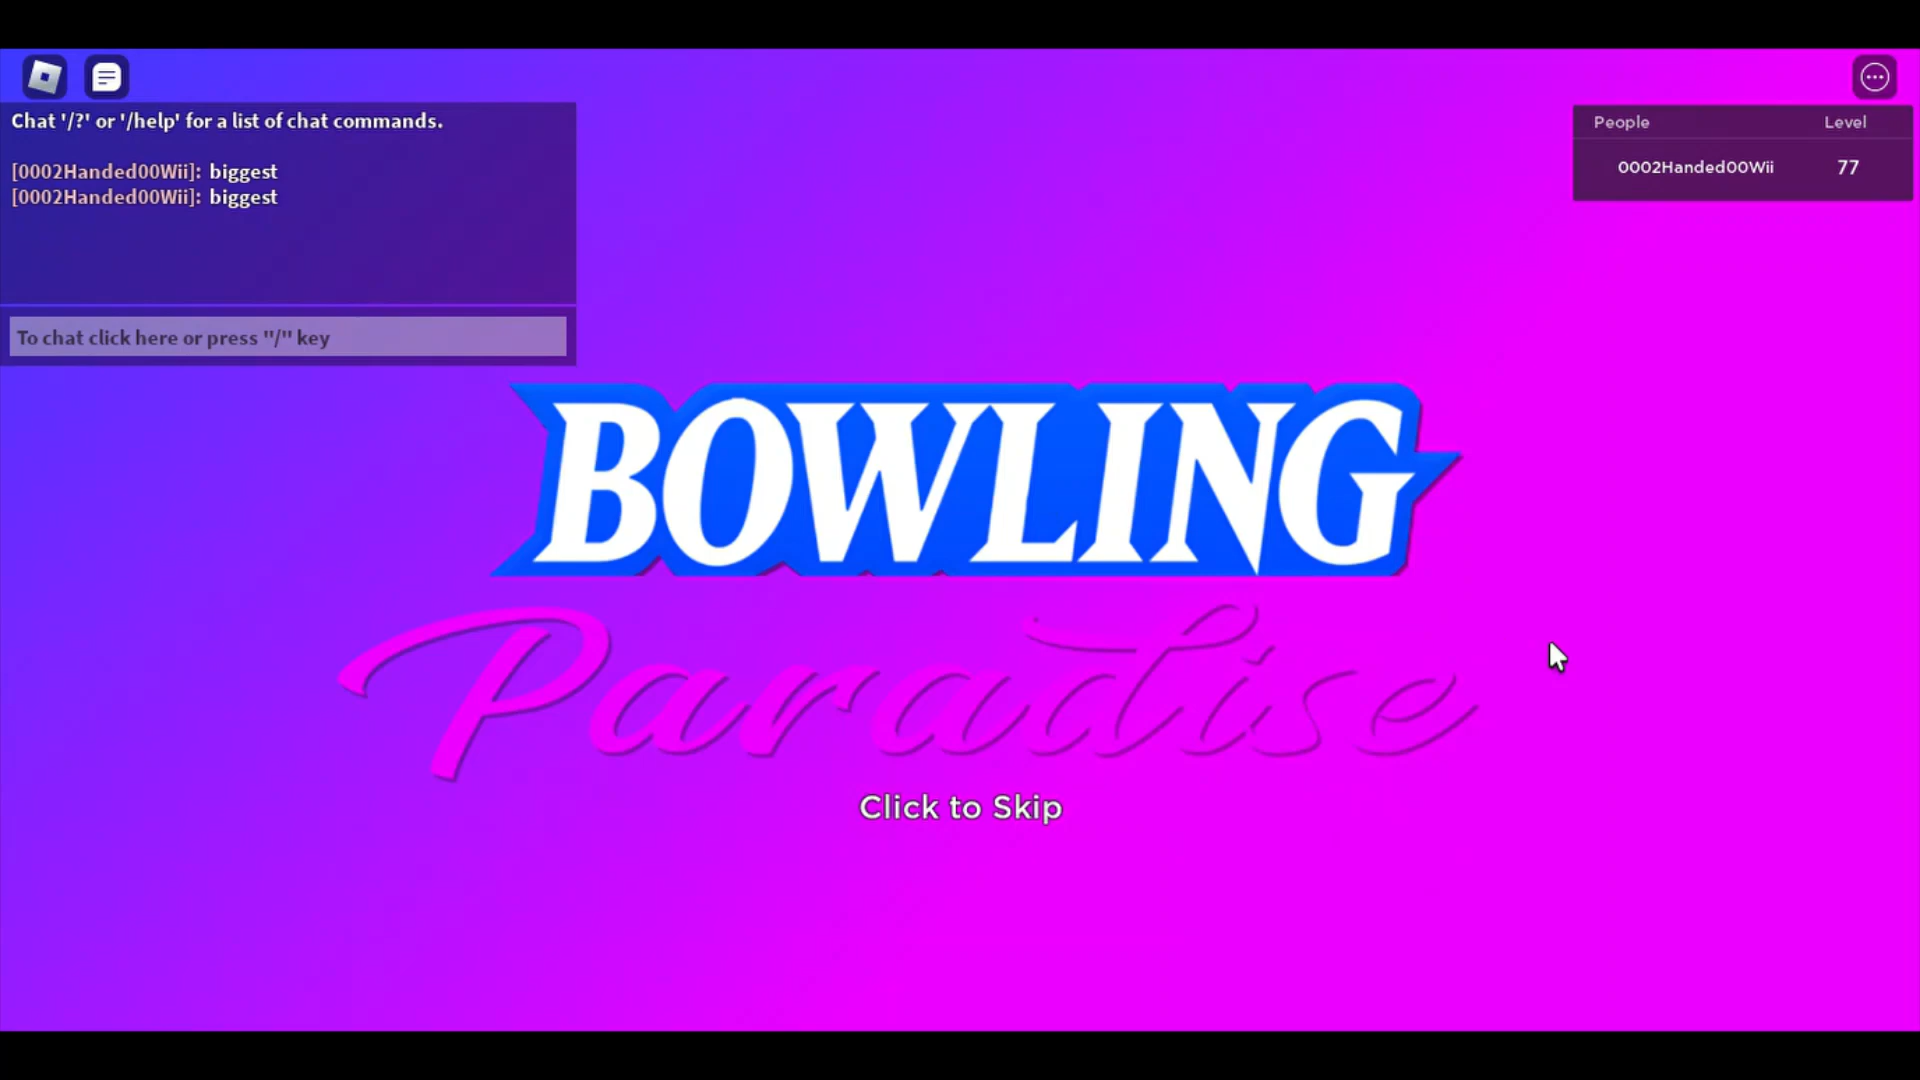 Chat '/?' or '/help' for a list of chat commands.
[0002Handed00Wii]: biggest
[0002Handed00Wii]: biggest
To chat click here or press "/" key
People Level
0002Handed00Wii 77
BOWLING
Paradise
Click to Skip